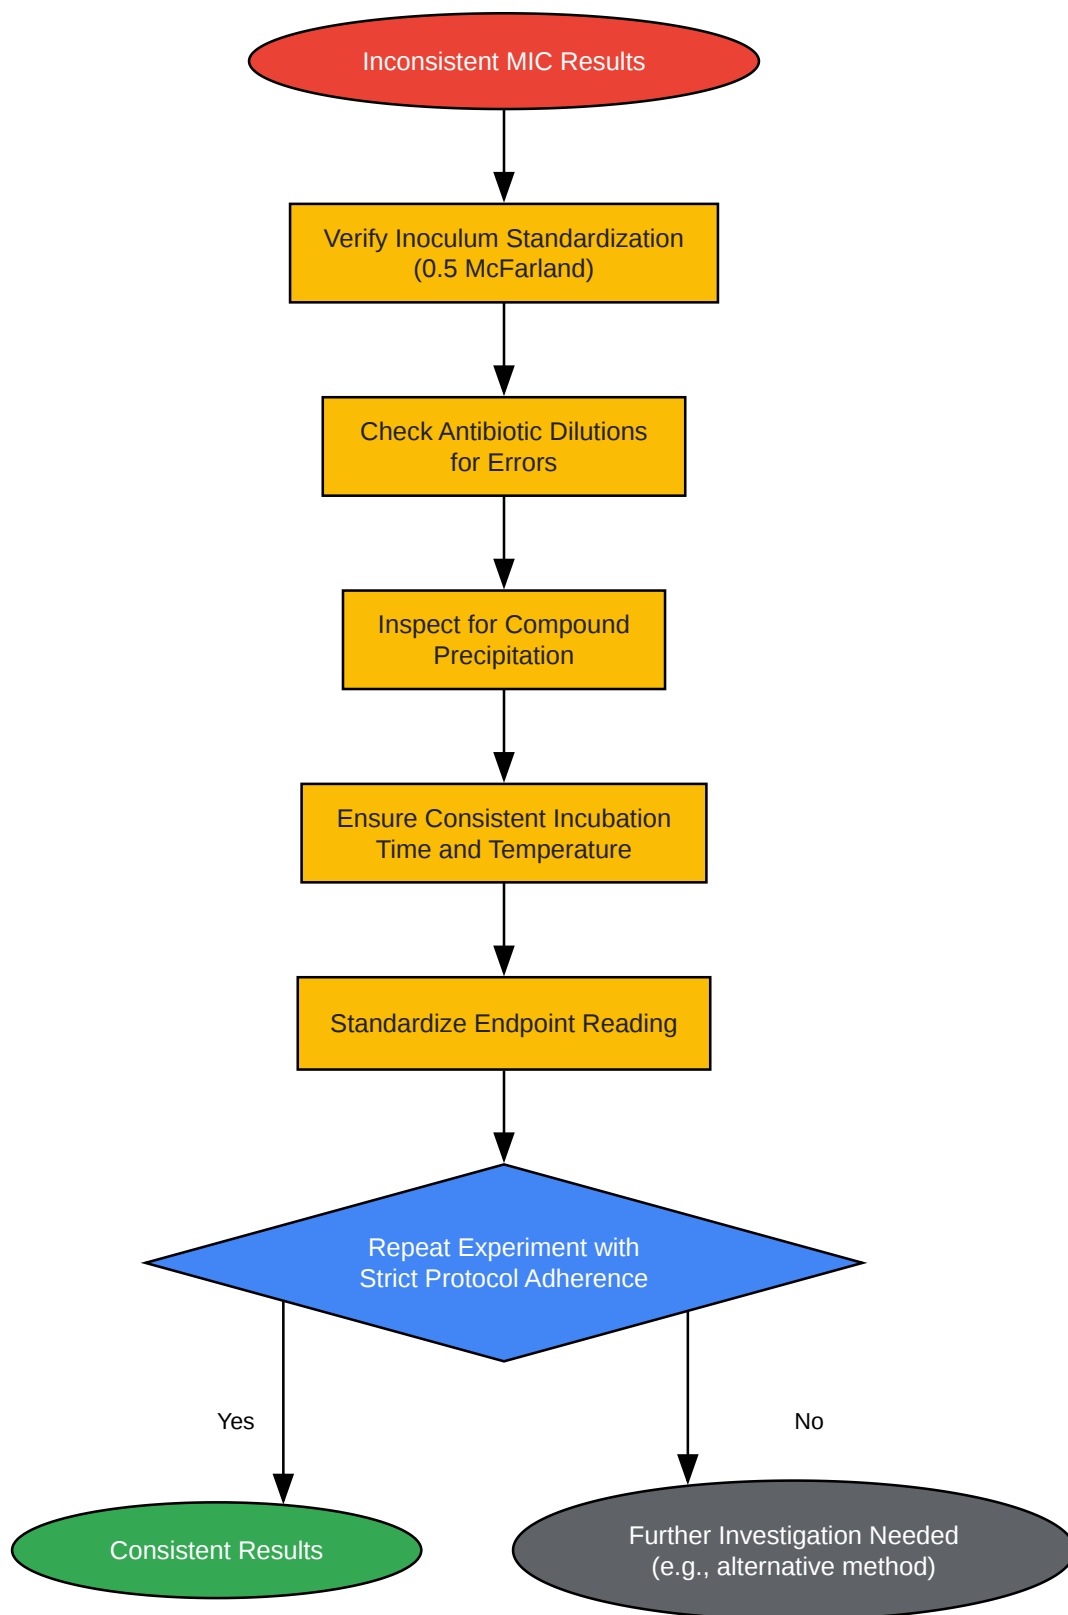 Inconsistent MIC Results
Verify Inoculum Standardization
(0.5 McFarland)
Check Antibiotic Dilutions
for Errors
Inspect for Compound
Precipitation
Ensure Consistent Incubation
Time and Temperature
Standardize Endpoint Reading
Repeat Experiment with
Strict Protocol Adherence
Yes
No
Consistent Results
Further Investigation Needed
(e.g., alternative method)